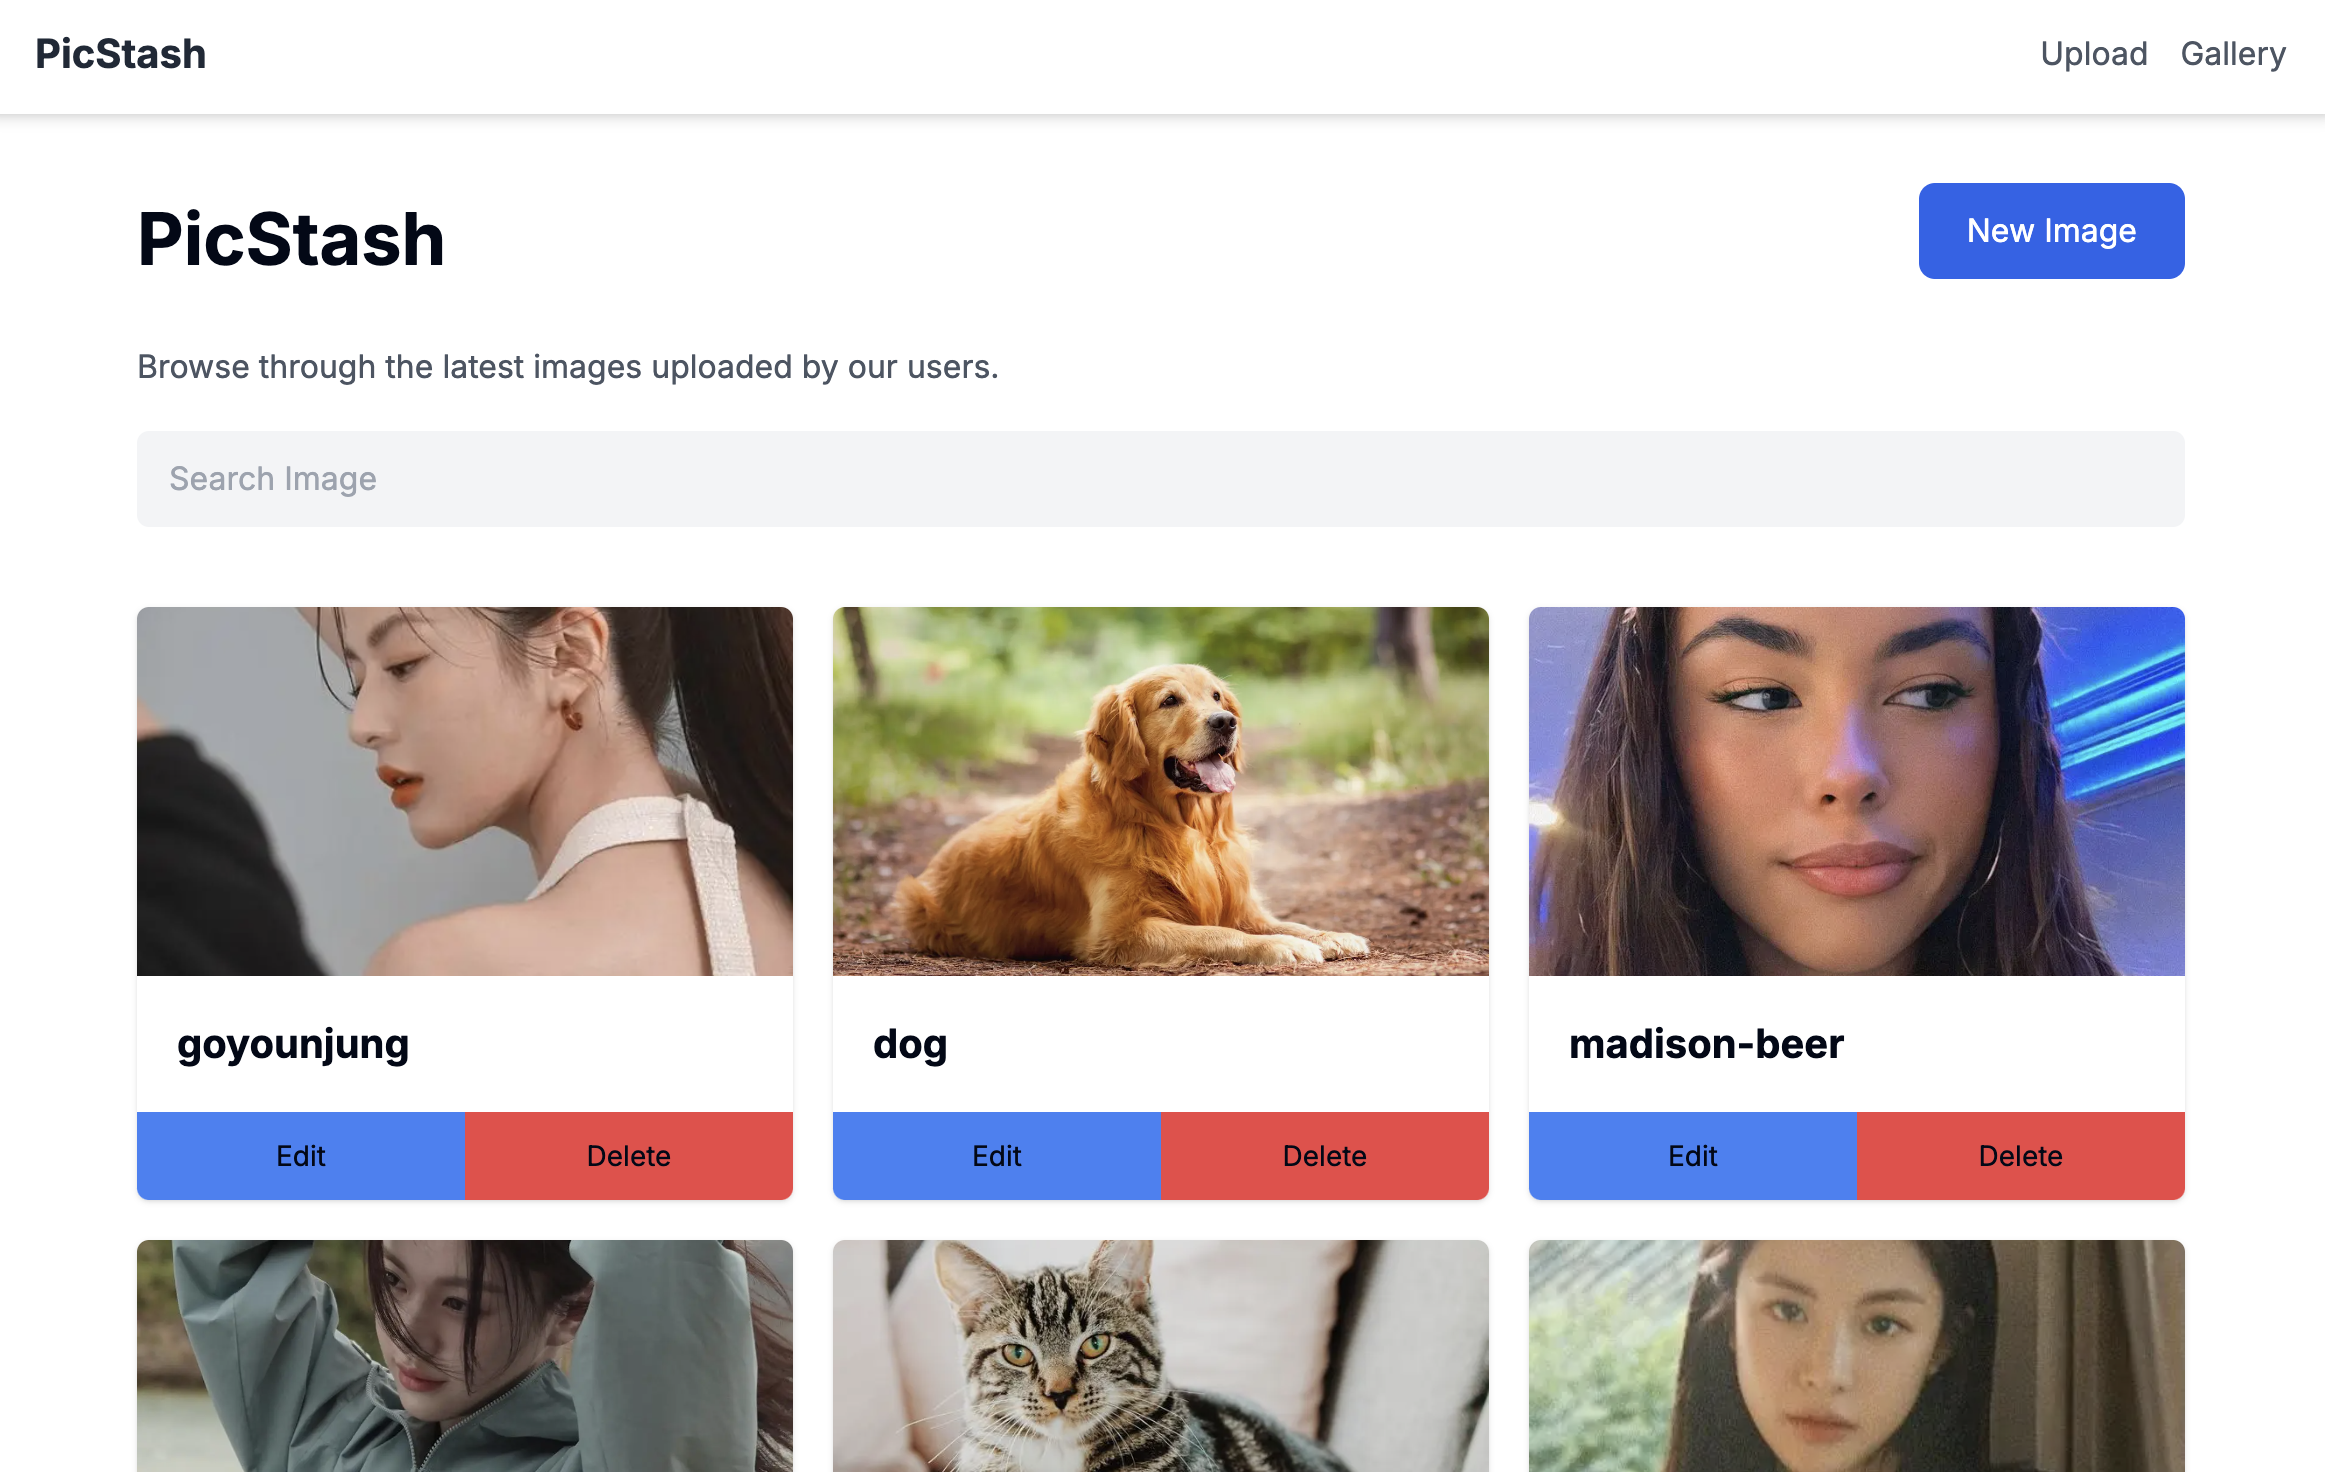 PicStash
Upload Gallery
PicStash
New Image
Browse through the latest images uploaded by our users.
Search Image
goyounjung
Edit Delete
dog
Edit Delete
madison-beer
Edit Delete